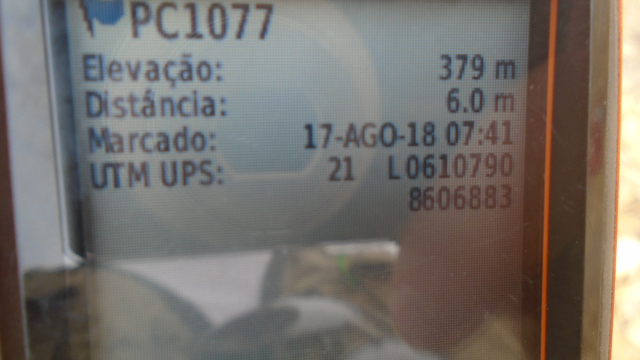 PC1077
Elevação: 379 m
Distância: 6.0 m
Marcado: 17-AGO-18 07:41
UTM UPS: 21 L 0610790
8606883